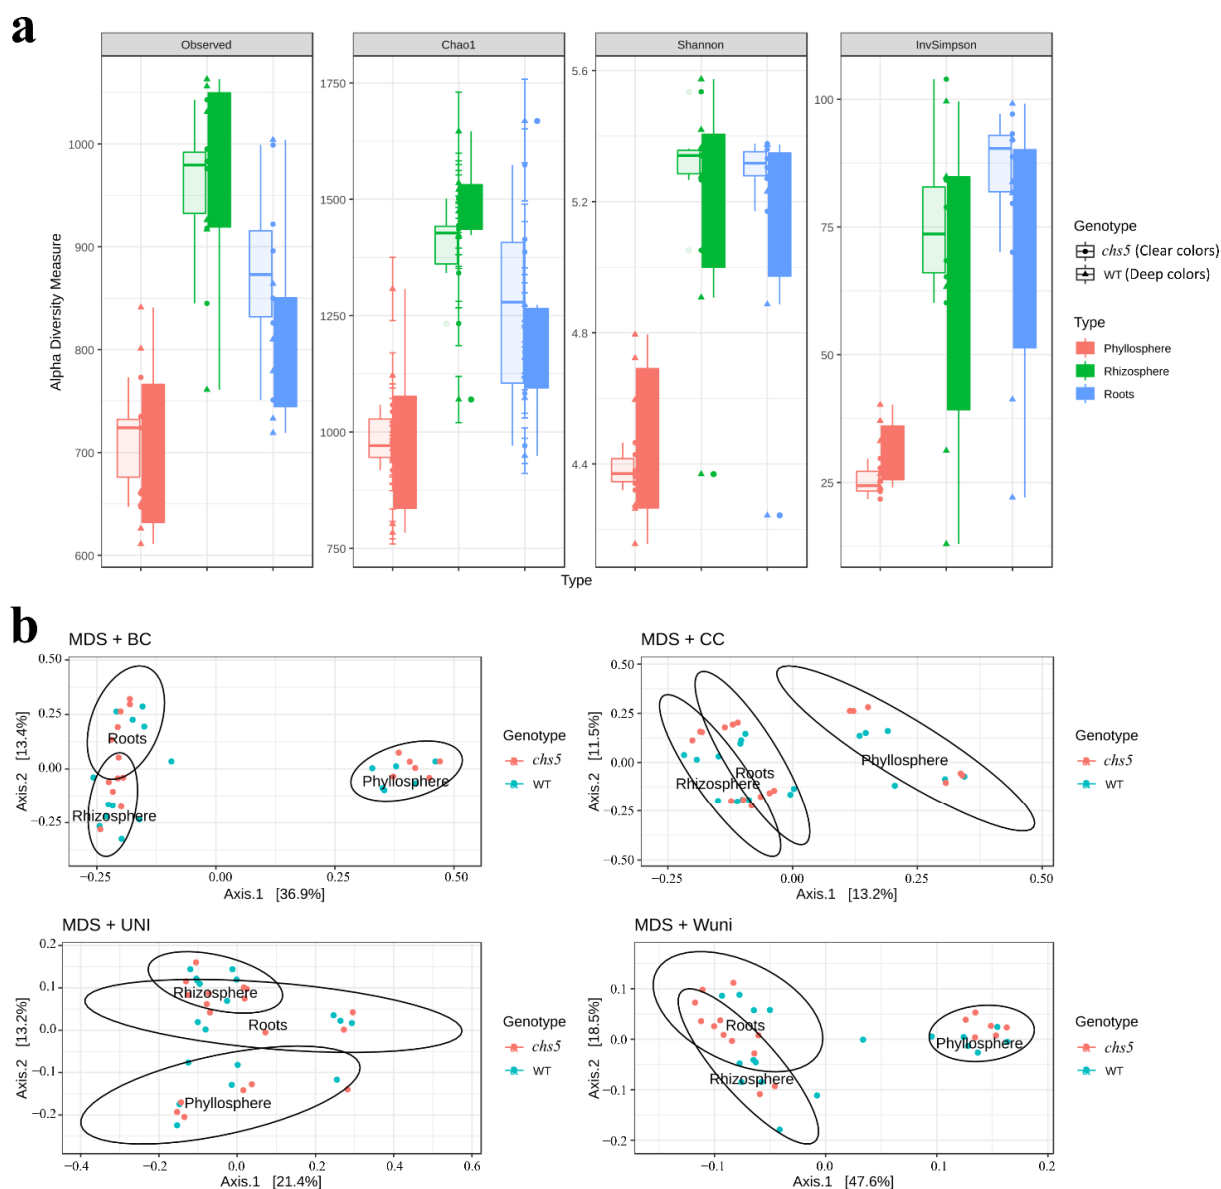 a
Observed
Chao1
Shannon
InvSimpson
Alpha Diversity Measure
1000
900
800
700
600
1750
1500
1250
1000
750
5.6
5.2
4.8
4.4
100
75
50
25
Type
Genotype
chs5 (Clear colors)
WT (Deep colors)
Type
Phyllosphere
Rhizosphere
Roots
b
MDS + BC
Axis.2 [13.4%]
0.50
0.25
0.00
−0.25
Roots
Rhizosphere
Phyllosphere
−0.25 0.00 0.25 0.50
Axis.1 [36.9%]
Genotype
chs5
WT
MDS + CC
Axis.2 [11.5%]
0.50
0.25
0.00
−0.25
−0.50
Phyllosphere
Roots
Rhizosphere
−0.25 0.00 0.25 0.50
Axis.1 [13.2%]
Genotype
chs5
WT
MDS + UNI
Axis.2 [13.2%]
0.2
0.1
0.0
−0.1
−0.2
Rhizosphere
Roots
Phyllosphere
−0.4 −0.2 0.0 0.2 0.4 0.6
Axis.1 [21.4%]
Genotype
chs5
WT
MDS + Wuni
Axis.2 [18.5%]
0.1
0.0
−0.1
−0.2
Roots
Phyllosphere
Rhizosphere
−0.1 0.0 0.1 0.2
Axis.1 [47.6%]
Genotype
chs5
WT